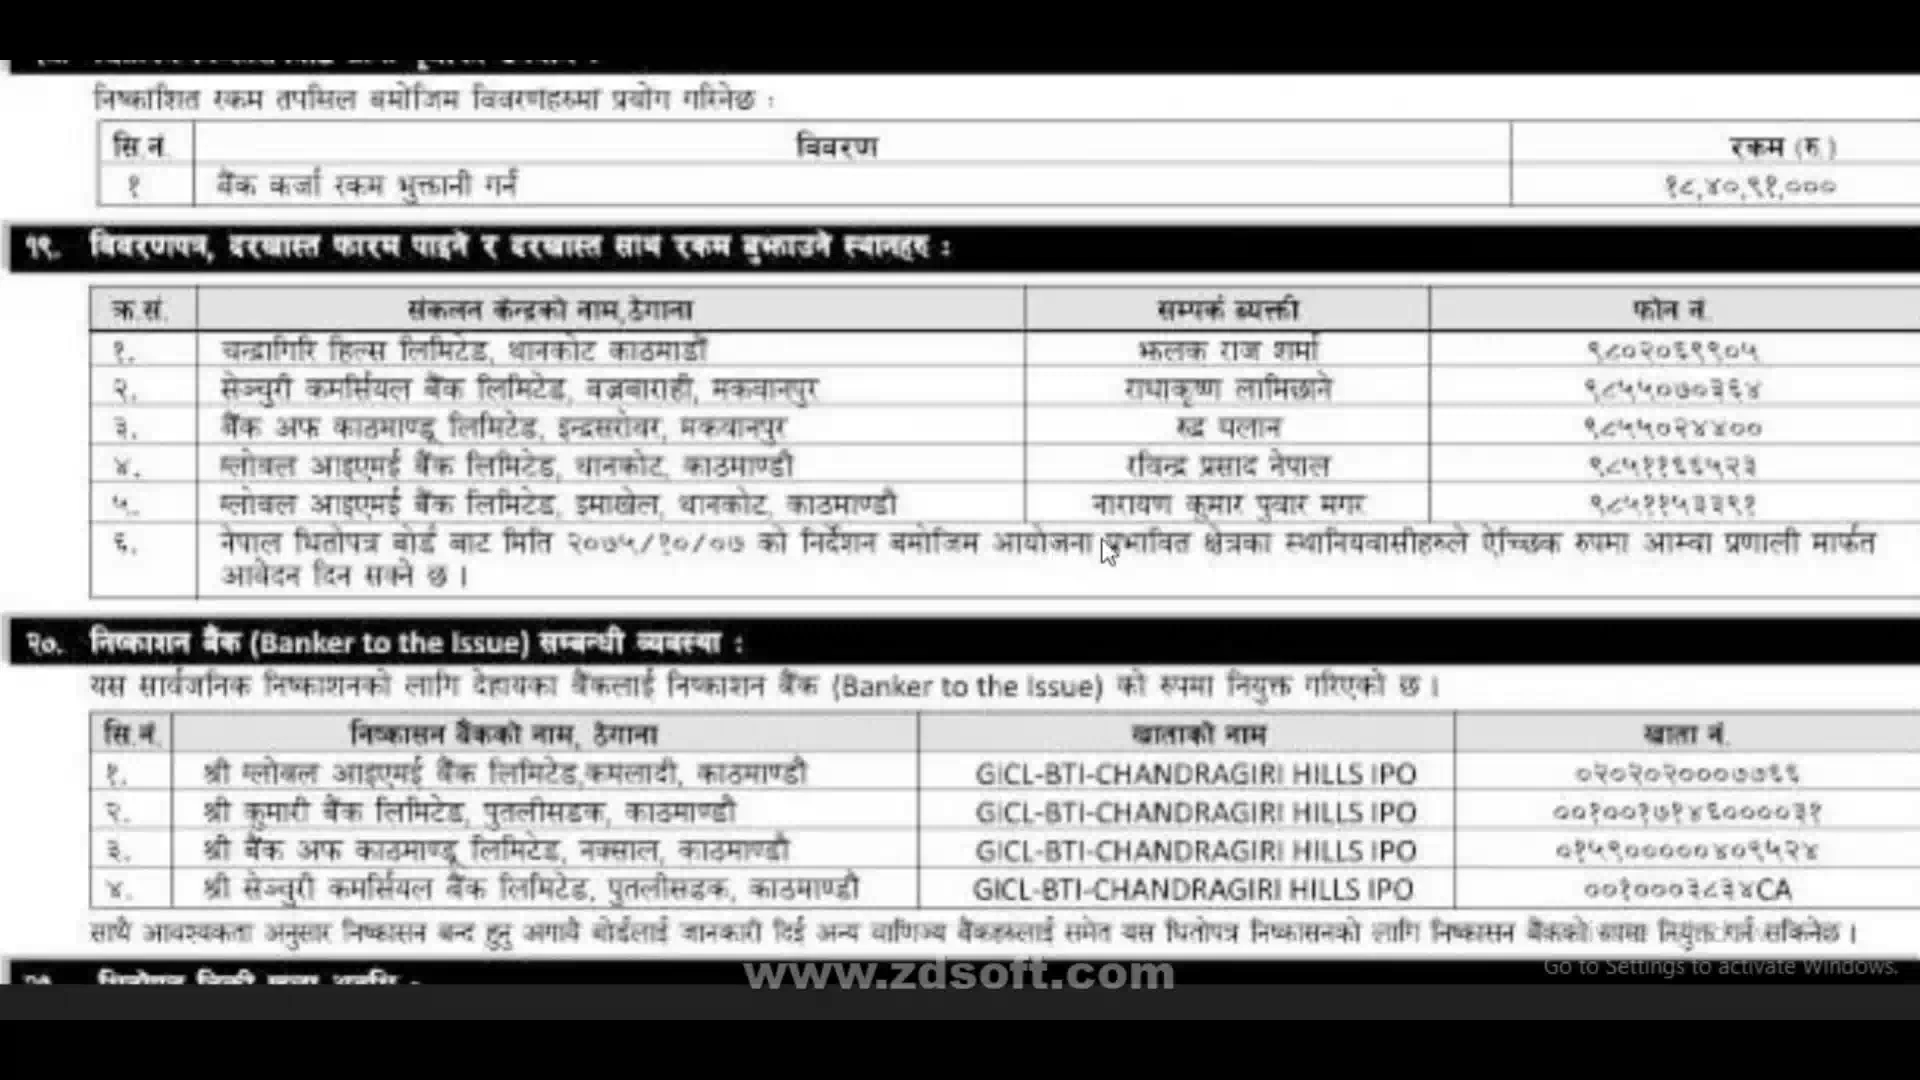 निष्काशित रकम तपसिल बमोजिम विवरणहरुमा प्रयोग गरिनेछ :
सि.नं. विवरण रकम (रु.)
१ बैंक कर्जा रकम भुक्तानी गर्न १८,४०,९१,०००
१९. विवरणपत्र, दरखास्त फारम पाइने र दरखास्त साथ रकम बुझाउने स्थानहरु :
क्र.सं. संकलन केन्द्रको नाम,ठेगाना सम्पर्क ब्यक्ती फोन नं.
१. चन्द्रागिरि हिल्स लिमिटेड, थानकोट काठमाडौं झलक राज शर्मा ९८०२०६९९०५
२. सेञ्चुरी कमर्सियल बैंक लिमिटेड, बज्रबाराही, मकवानपुर राधाकृष्ण लामिछाने ९८५५०७०३६४
३. बैंक अफ काठमाण्डू लिमिटेड, इन्द्रसरोवर, मकवानपुर रुद्र पलान ९८५५०२४४००
४. ग्लोबल आइएमई बैंक लिमिटेड, थानकोट, काठमाण्डौ रविन्द्र प्रसाद नेपाल ९८५११६६५२३
५. ग्लोबल आइएमई बैंक लिमिटेड, इमाखेल, थानकोट, काठमाण्डौ नारायण कुमार पुवार मगर ९८५११५३३९१
६. नेपाल धितोपत्र बोर्ड बाट मिति २०७५/१०/०७ को निर्देशन बमोजिम आयोजना प्रभावित क्षेत्रका स्थानियवासीहरुले ऐच्छिक रुपमा आस्वा प्रणाली मार्फत
आवेदन दिन सक्ने छ ।
२०. निष्काशन बैंक (Banker to the Issue) सम्बन्धी व्यवस्था :
यस सार्वजनिक निष्काशनको लागि देहायका बैंकलाई निष्काशन बैंक (Banker to the Issue) को रुपमा नियुक्त गरिएको छ ।
सि.नं. निष्कासन बैंकको नाम, ठेगाना खाताको नाम खाता नं.
१. श्री ग्लोबल आइएमई बैंक लिमिटेड,कमलादी, काठमाण्डौ GICL-BTI-CHANDRAGIRI HILLS IPO ०२०२०२०००७७६६
२. श्री कुमारी बैंक लिमिटेड, पुतलीसडक, काठमाण्डौ GICL-BTI-CHANDRAGIRI HILLS IPO ००१००१७१४६००००३१
३. श्री बैंक अफ काठमाण्डू लिमिटेड, नक्साल, काठमाण्डौ GICL-BTI-CHANDRAGIRI HILLS IPO ०१५९०००००४०९५२४
४. श्री सेञ्चुरी कमर्सियल बैंक लिमिटेड, पुतलीसडक, काठमाण्डौ GICL-BTI-CHANDRAGIRI HILLS IPO ००१०००३८३४CA
साथै आवश्यकता अनुसार निष्कासन बन्द हुनु अगावै बोर्डलाई जानकारी दिई अन्य वाणिज्य बैंकहरुलाई समेत यस धितोपत्र निष्कासनको लागि निष्कासन बैंकको रुपमा नियुक्त गर्न सकिनेछ ।
Go to Settings to activate Windows.
www.zdsoft.com